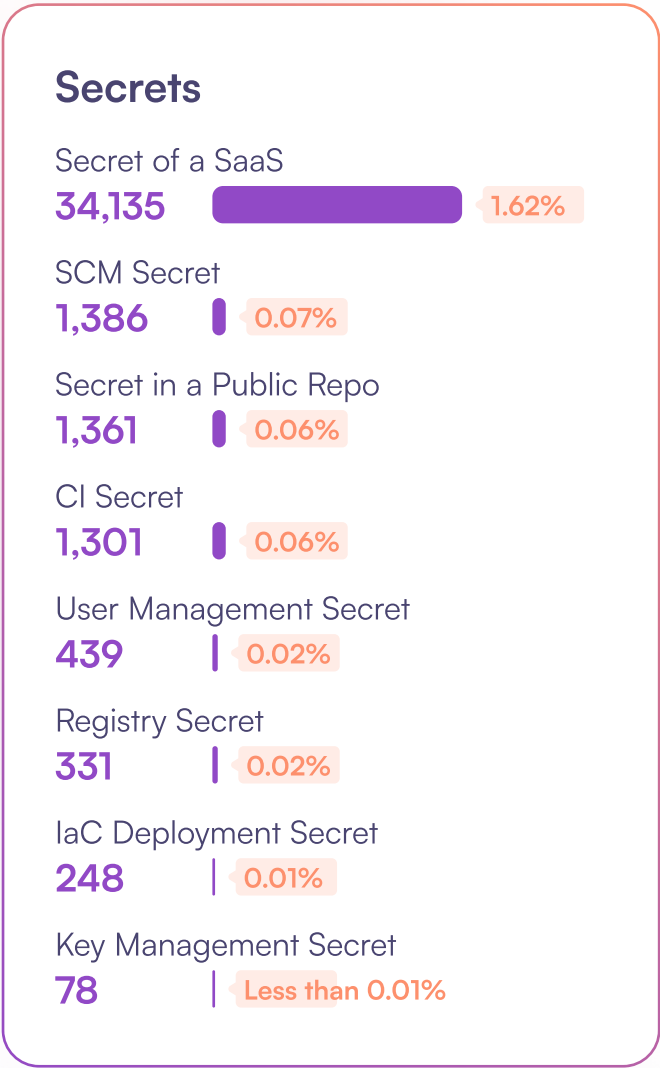 Secrets
Secret of a SaaS
34,135 1.62%
SCM Secret
1,386 0.07%
Secret in a Public Repo
1,361 0.06%
CI Secret
1,301 0.06%
User Management Secret
439 0.02%
Registry Secret
331 0.02%
IaC Deployment Secret
248 0.01%
Key Management Secret
78 Less than 0.01%